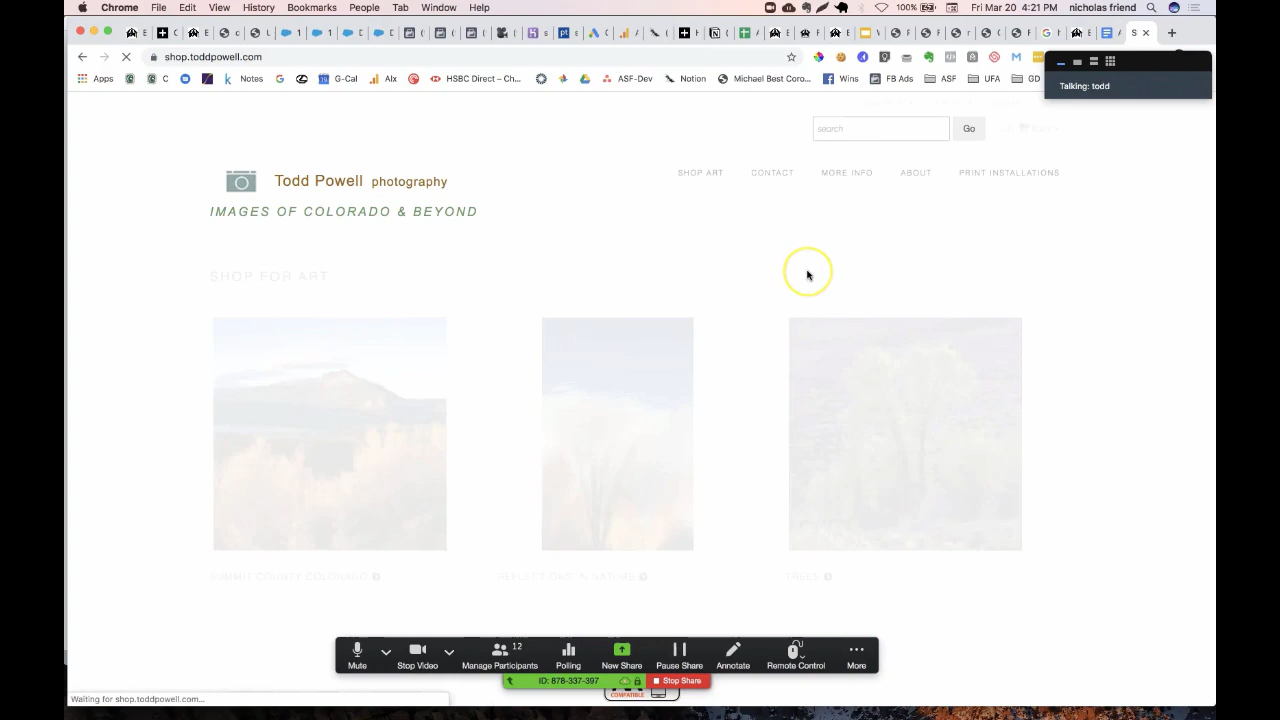 Chrome File Edit View History Bookmarks People Tab Window Help 100% Fri Mar 20 4:21 PM nicholas friend
shop.toddpowell.com
Apps Notes G-Cal HSBC Direct – Ch... Alx ASF-Dev Notion Michael Best Coro... Wins FB Ads ASF UFA GD
Talking: todd
search Go
SHOP ART CONTACT MORE INFO ABOUT PRINT INSTALLATIONS
Todd Powell photography
IMAGES OF COLORADO & BEYOND
SHOP FOR ART
SUMMIT COUNTY COLORADO REFLECTIONS IN NATURE TREES
12
Mute Stop Video Manage Participants Polling New Share Pause Share Annotate Remote Control More
ID: 878-337-397 Stop Share
COMPATIBLE
Waiting for shop.toddpowell.com...